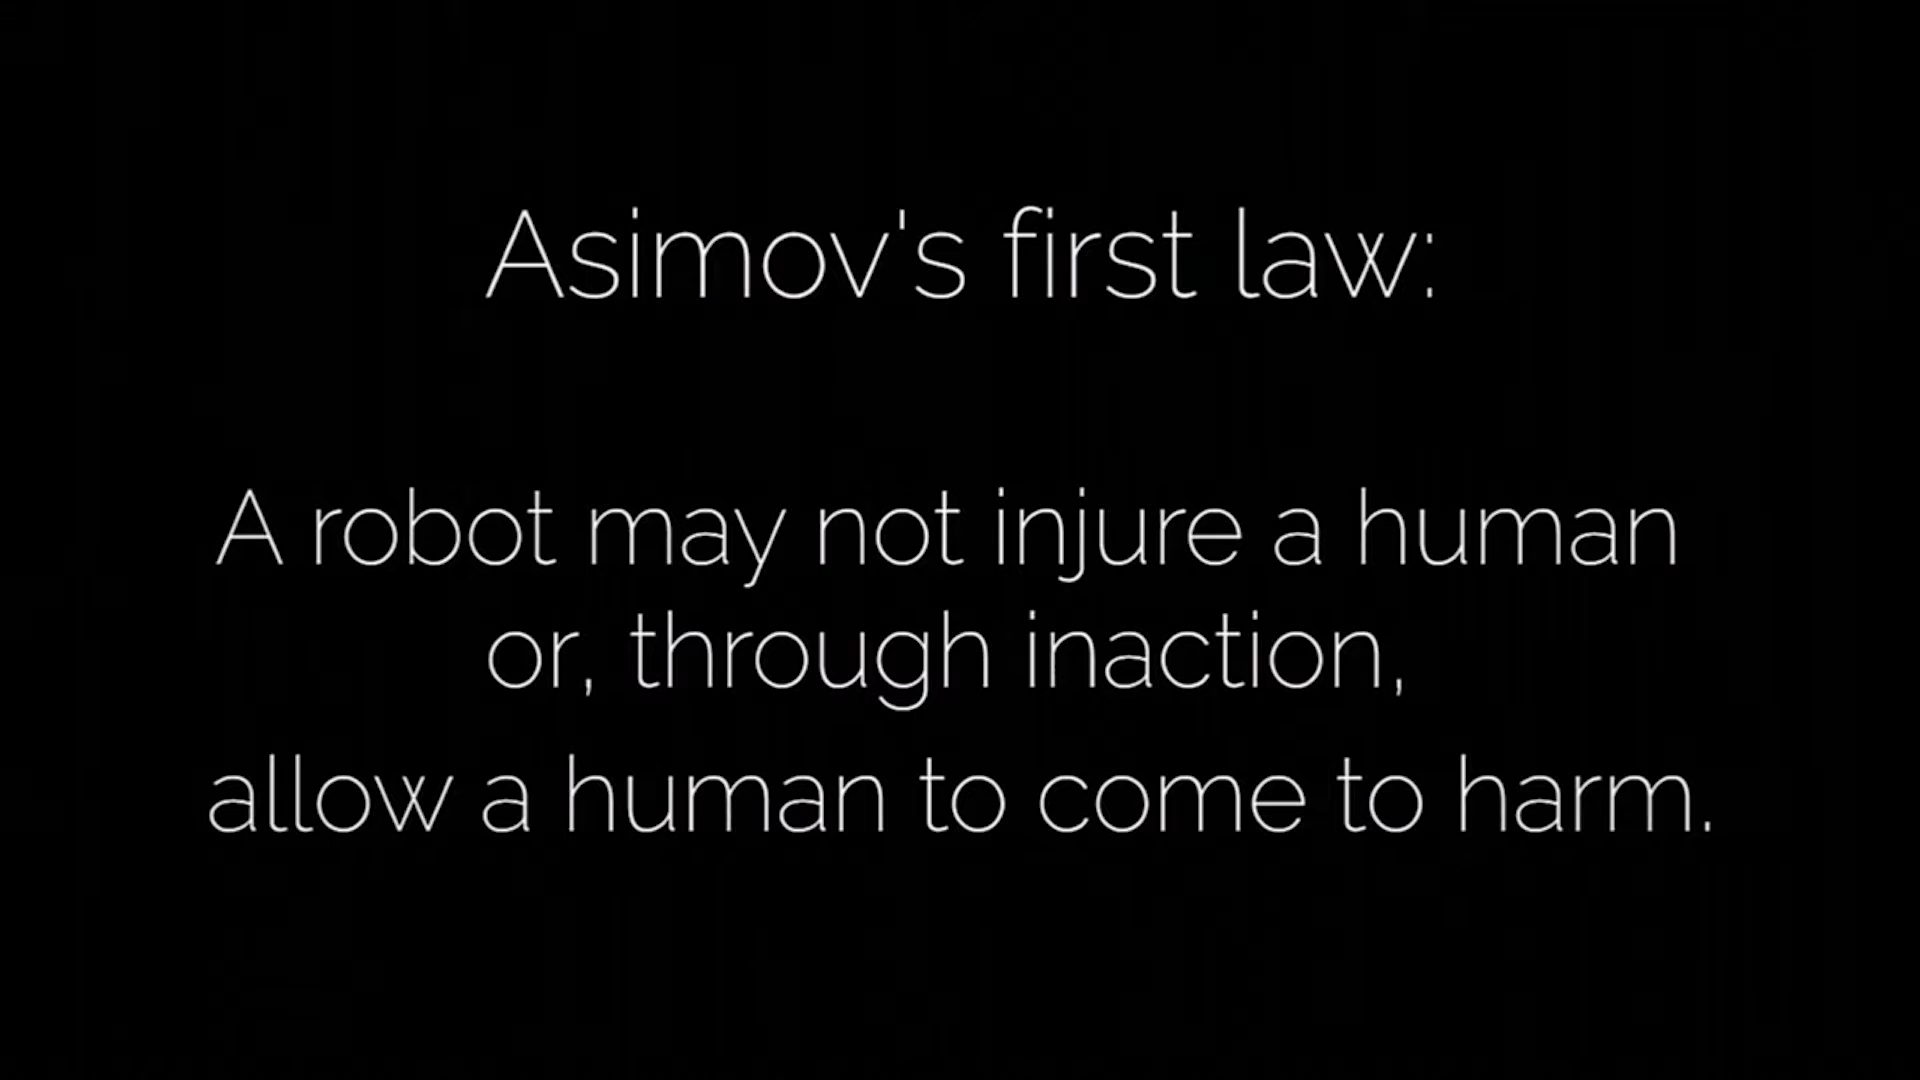 Asimov's first law:
A robot may not injure a human
or, through inaction,
allow a human to come to harm.